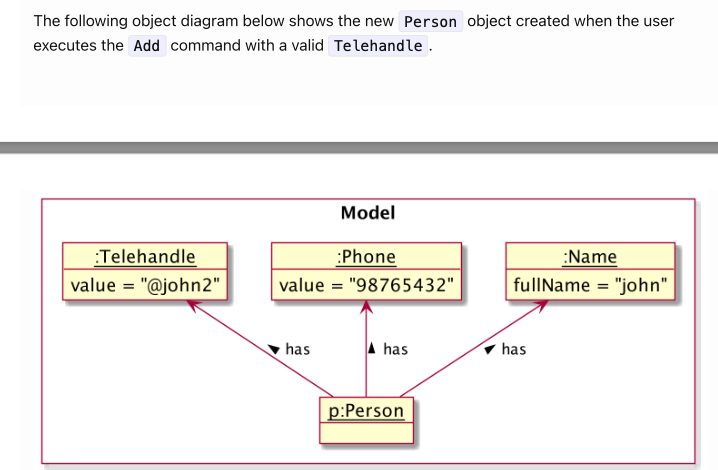 The following object diagram below shows the new Person object created when the user
executes the Add command with a valid Telehandle.
Model
:Telehandle
value = "@john2"
:Phone
value = "98765432"
:Name
fullName = "john"
has
has
has
p:Person